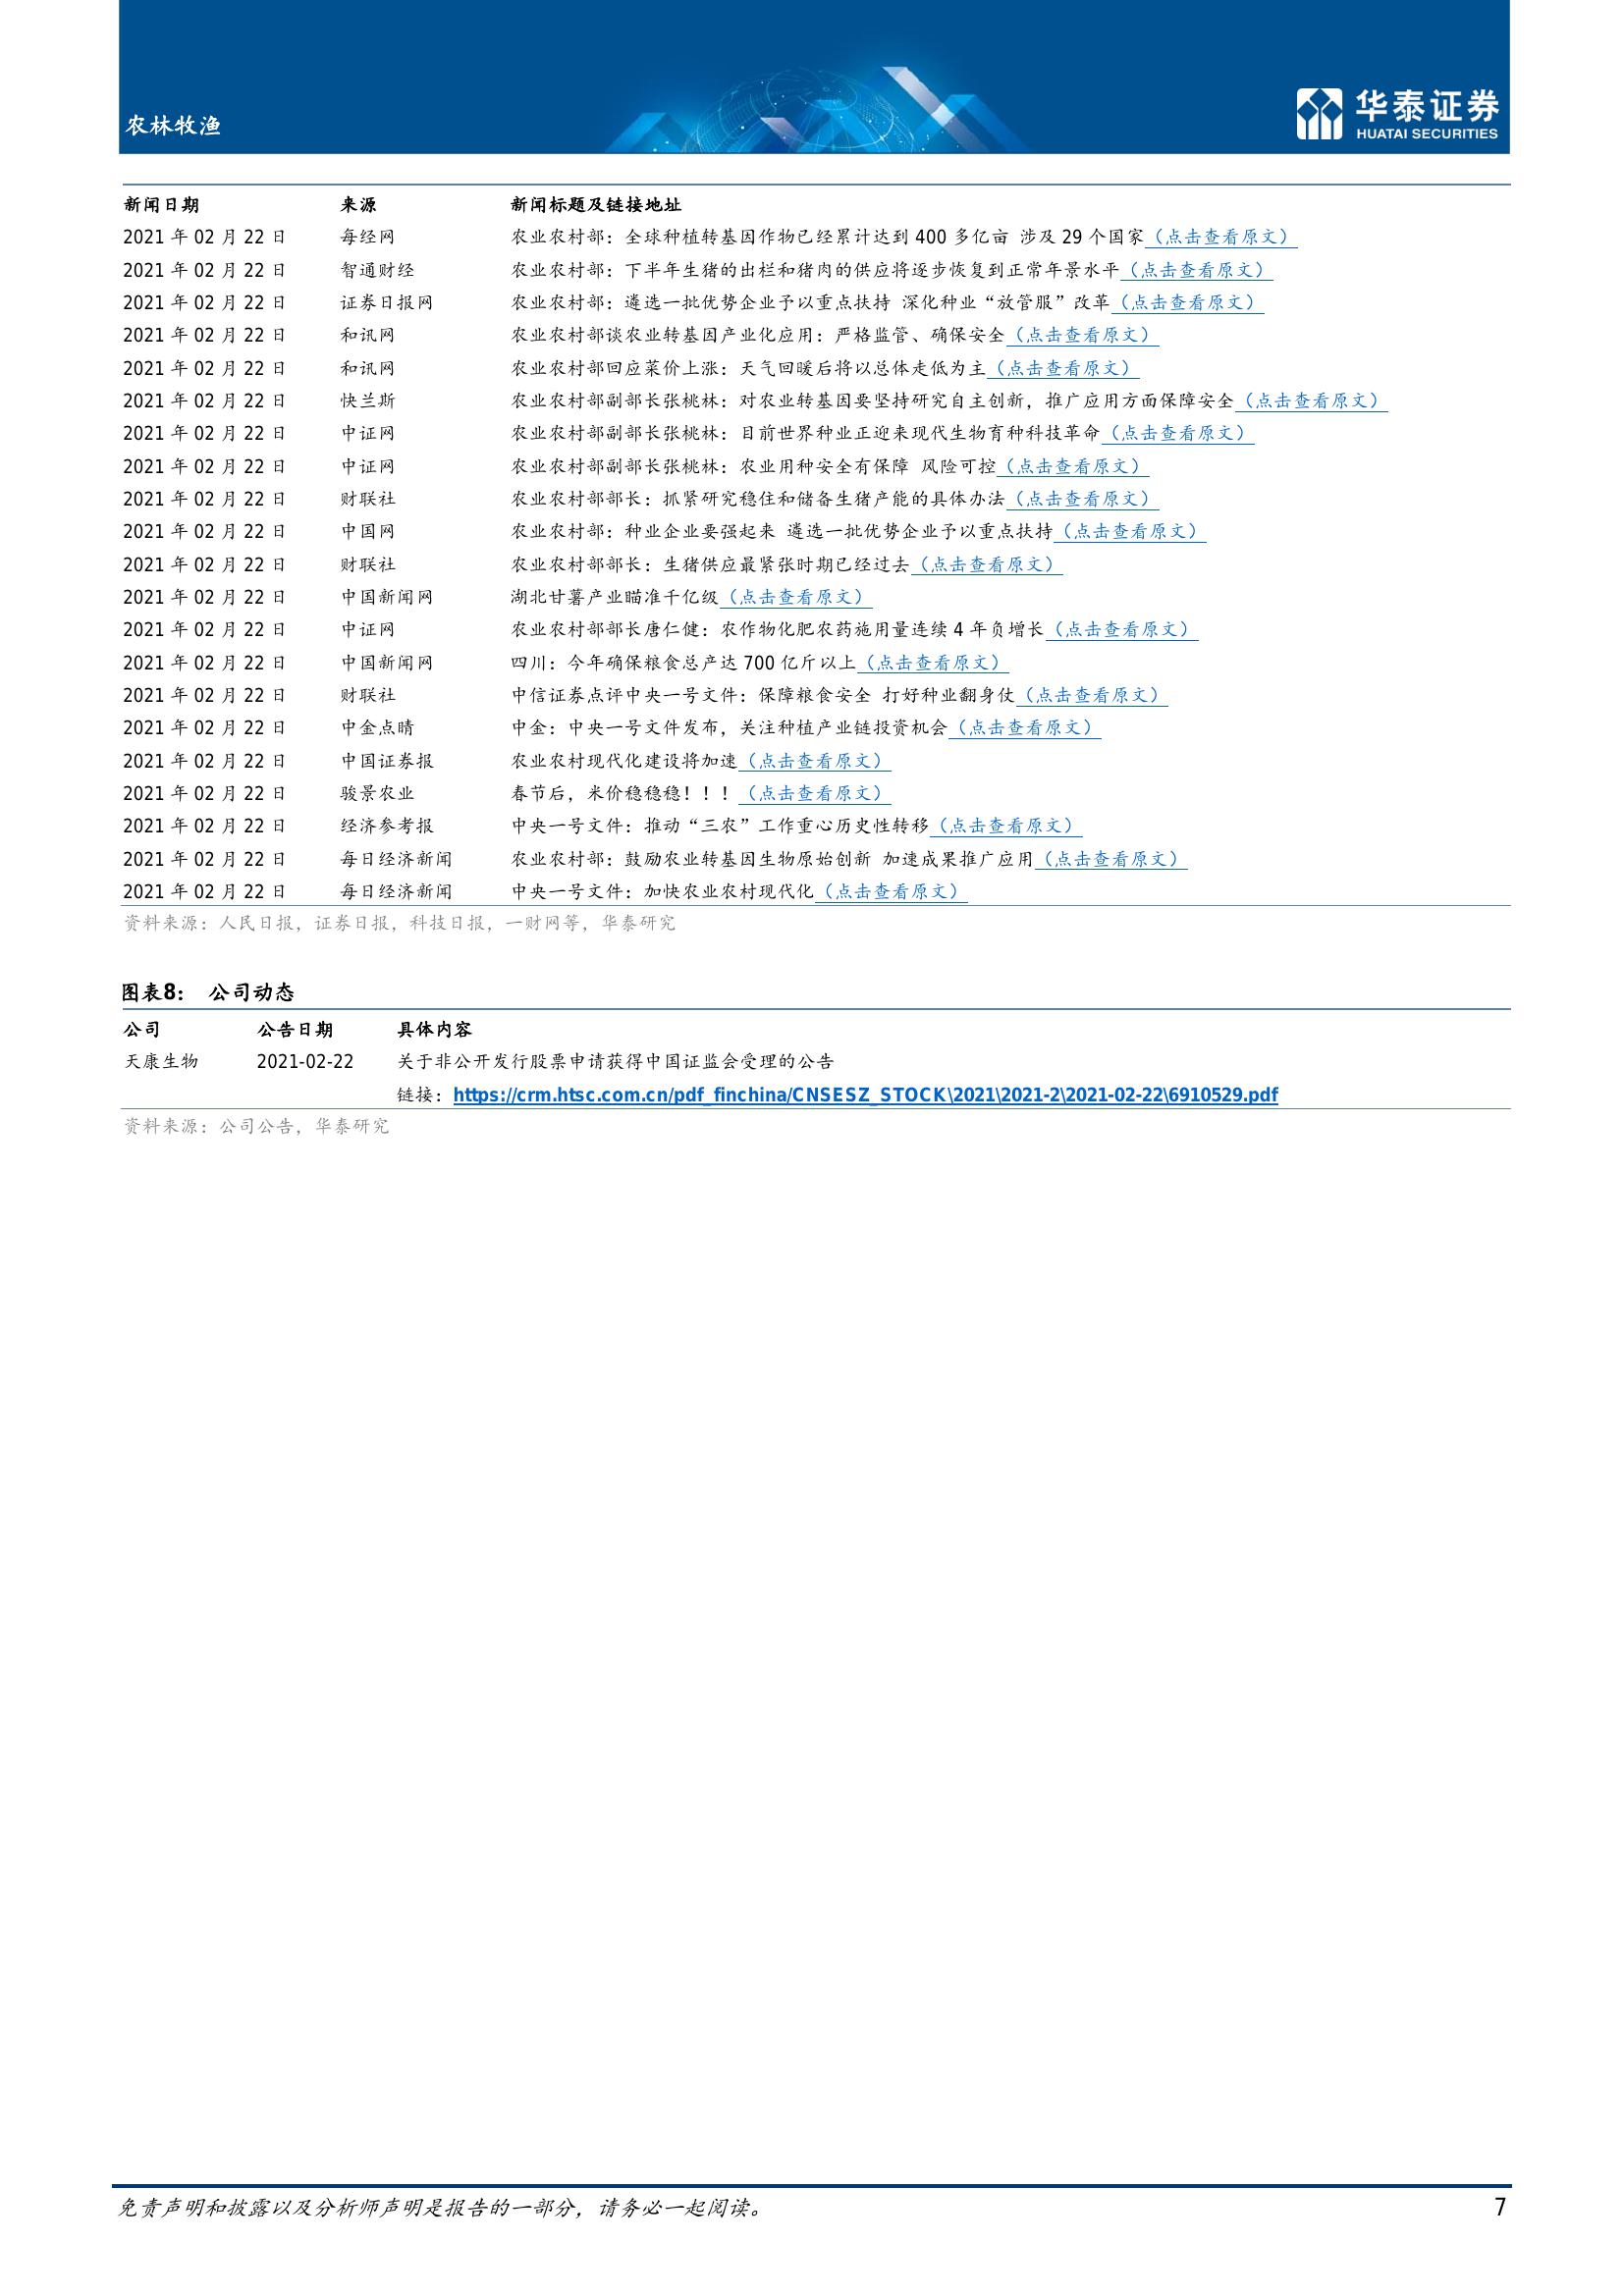 农林牧渔
华泰证券
HUATAI SECURITIES
新闻日期 来源 新闻标题及链接地址
2021 年 02 月 22 日 每经网 农业农村部：全球种植转基因作物已经累计达到 400 多亿亩 涉及 29 个国家（点击查看原文）
2021 年 02 月 22 日 智通财经 农业农村部：下半年生猪的出栏和猪肉的供应将逐步恢复到正常年景水平（点击查看原文）
2021 年 02 月 22 日 证券日报网 农业农村部：遴选一批优势企业予以重点扶持 深化种业“放管服”改革（点击查看原文）
2021 年 02 月 22 日 和讯网 农业农村部谈农业转基因产业化应用：严格监管、确保安全（点击查看原文）
2021 年 02 月 22 日 和讯网 农业农村部回应菜价上涨：天气回暖后将以总体走低为主（点击查看原文）
2021 年 02 月 22 日 快兰斯 农业农村部副部长张桃林：对农业转基因要坚持研究自主创新，推广应用方面保障安全（点击查看原文）
2021 年 02 月 22 日 中证网 农业农村部副部长张桃林：目前世界种业正迎来现代生物育种科技革命（点击查看原文）
2021 年 02 月 22 日 中证网 农业农村部副部长张桃林：农业用种安全有保障 风险可控（点击查看原文）
2021 年 02 月 22 日 财联社 农业农村部部长：抓紧研究稳住和储备生猪产能的具体办法（点击查看原文）
2021 年 02 月 22 日 中国网 农业农村部：种业企业要强起来 遴选一批优势企业予以重点扶持（点击查看原文）
2021 年 02 月 22 日 财联社 农业农村部部长：生猪供应最紧张时期已经过去（点击查看原文）
2021 年 02 月 22 日 中国新闻网 湖北甘薯产业瞄准千亿级（点击查看原文）
2021 年 02 月 22 日 中证网 农业农村部部长唐仁健：农作物化肥农药施用量连续 4 年负增长（点击查看原文）
2021 年 02 月 22 日 中国新闻网 四川：今年确保粮食总产达 700 亿斤以上（点击查看原文）
2021 年 02 月 22 日 财联社 中信证券点评中央一号文件：保障粮食安全 打好种业翻身仗（点击查看原文）
2021 年 02 月 22 日 中金点睛 中金：中央一号文件发布，关注种植产业链投资机会（点击查看原文）
2021 年 02 月 22 日 中国证券报 农业农村现代化建设将加速（点击查看原文）
2021 年 02 月 22 日 骏景农业 春节后，米价稳稳稳！！！（点击查看原文）
2021 年 02 月 22 日 经济参考报 中央一号文件：推动“三农”工作重心历史性转移（点击查看原文）
2021 年 02 月 22 日 每日经济新闻 农业农村部：鼓励农业转基因生物原始创新 加速成果推广应用（点击查看原文）
2021 年 02 月 22 日 每日经济新闻 中央一号文件：加快农业农村现代化（点击查看原文）
资料来源：人民日报，证券日报，科技日报，一财网等，华泰研究
图表8： 公司动态
公司 公告日期 具体内容
天康生物 2021-02-22 关于非公开发行股票申请获得中国证监会受理的公告
链接：https://crm.htsc.com.cn/pdf_finchina/CNSESZ_STOCK\2021\2021-2\2021-02-22\6910529.pdf
资料来源：公司公告，华泰研究
免责声明和披露以及分析师声明是报告的一部分，请务必一起阅读。 7